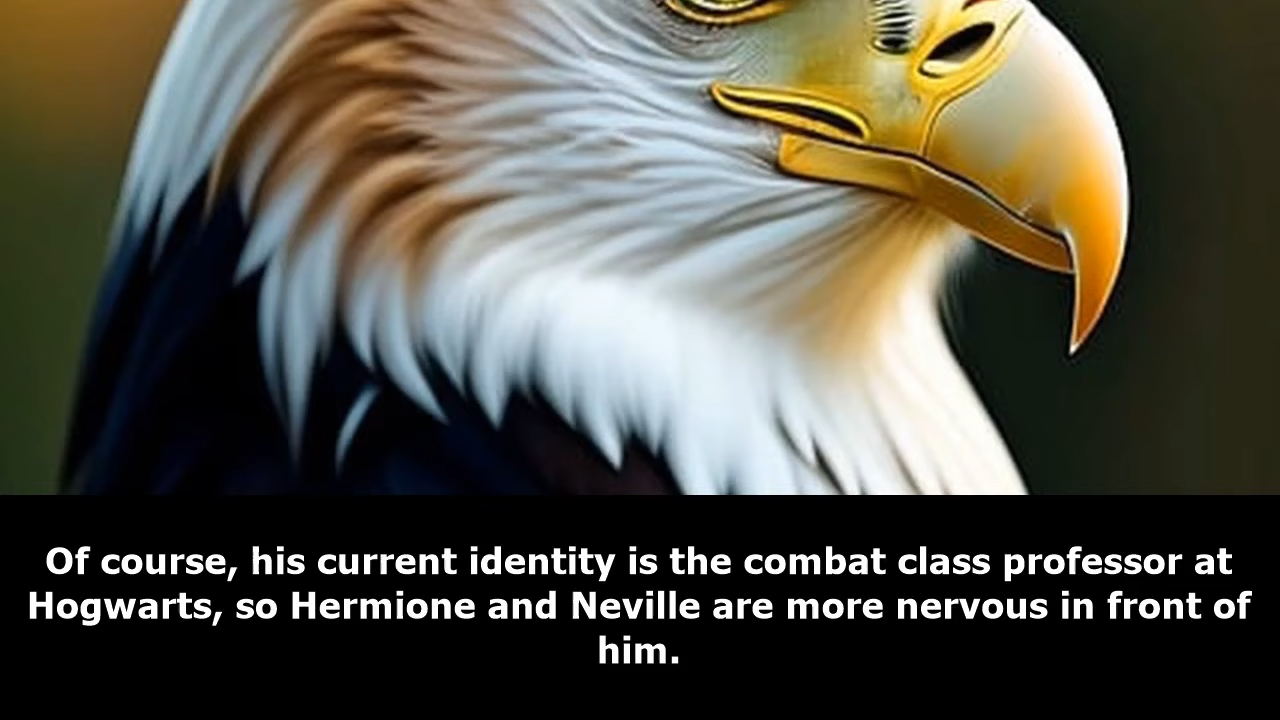 Of course, his current identity is the combat class professor at
Hogwarts, so Hermione and Neville are more nervous in front of
him.